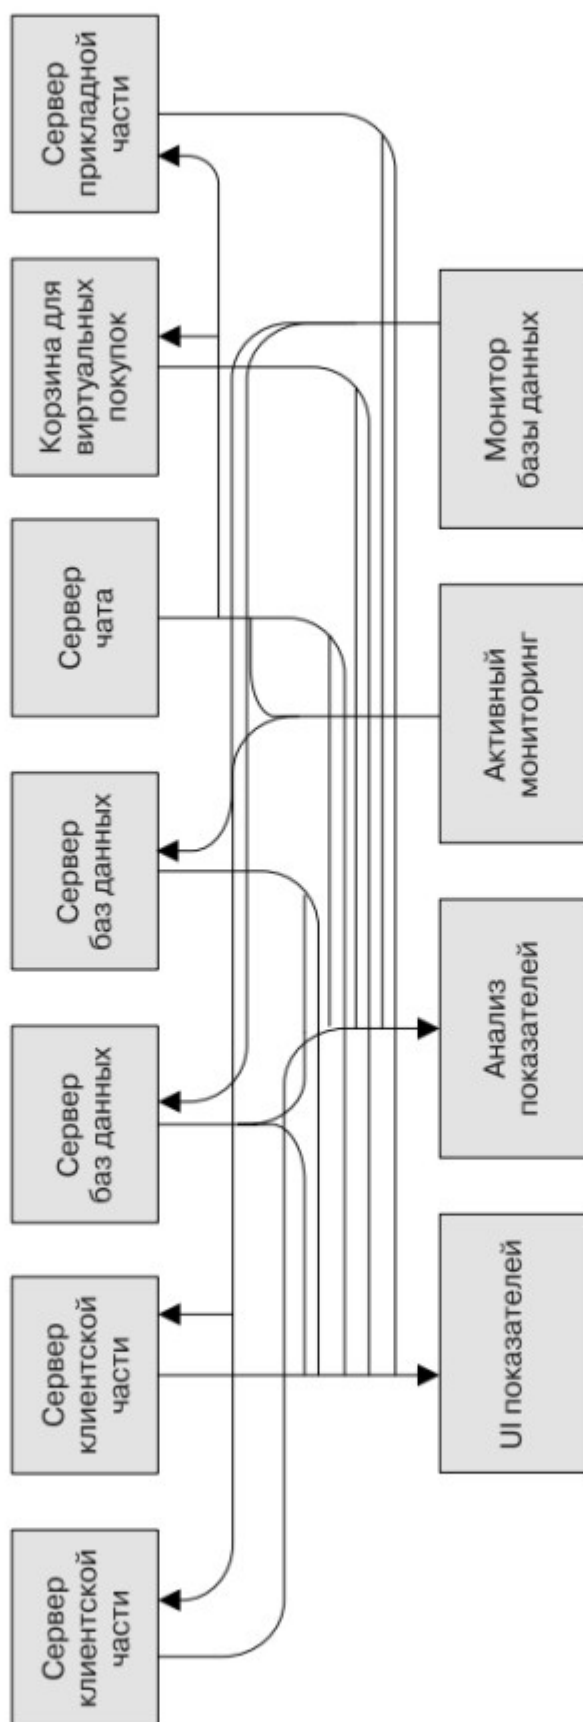 Сервер
клиентской
части
Сервер
клиентской
части
Сервер
баз данных
Сервер
баз данных
Сервер
чата
Корзина для
виртуальных
покупок
Сервер
прикладной
части
UI показателей
Анализ
показателей
Активный
мониторинг
Монитор
базы данных